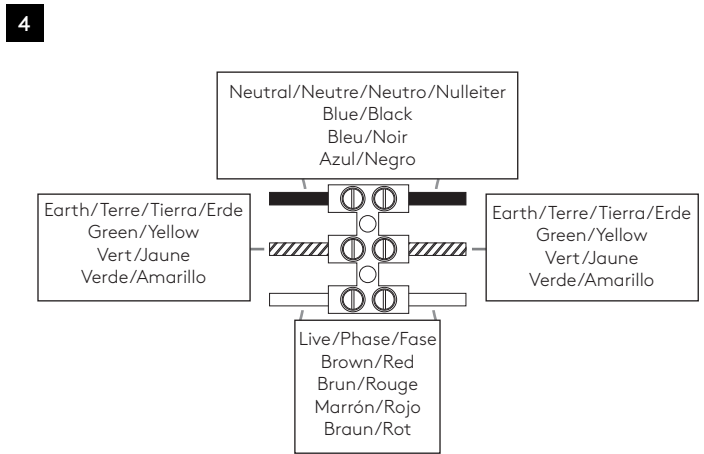 4
Neutral/Neutre/Neutro/Nulleiter
Blue/Black
Bleu/Noir
Azul/Negro
Earth/Terre/Tierra/Erde
Green/Yellow
Vert/Jaune
Verde/Amarillo
Earth/Terre/Tierra/Erde
Green/Yellow
Vert/Jaune
Verde/Amarillo
Live/Phase/Fase
Brown/Red
Brun/Rouge
Marrón/Rojo
Braun/Rot